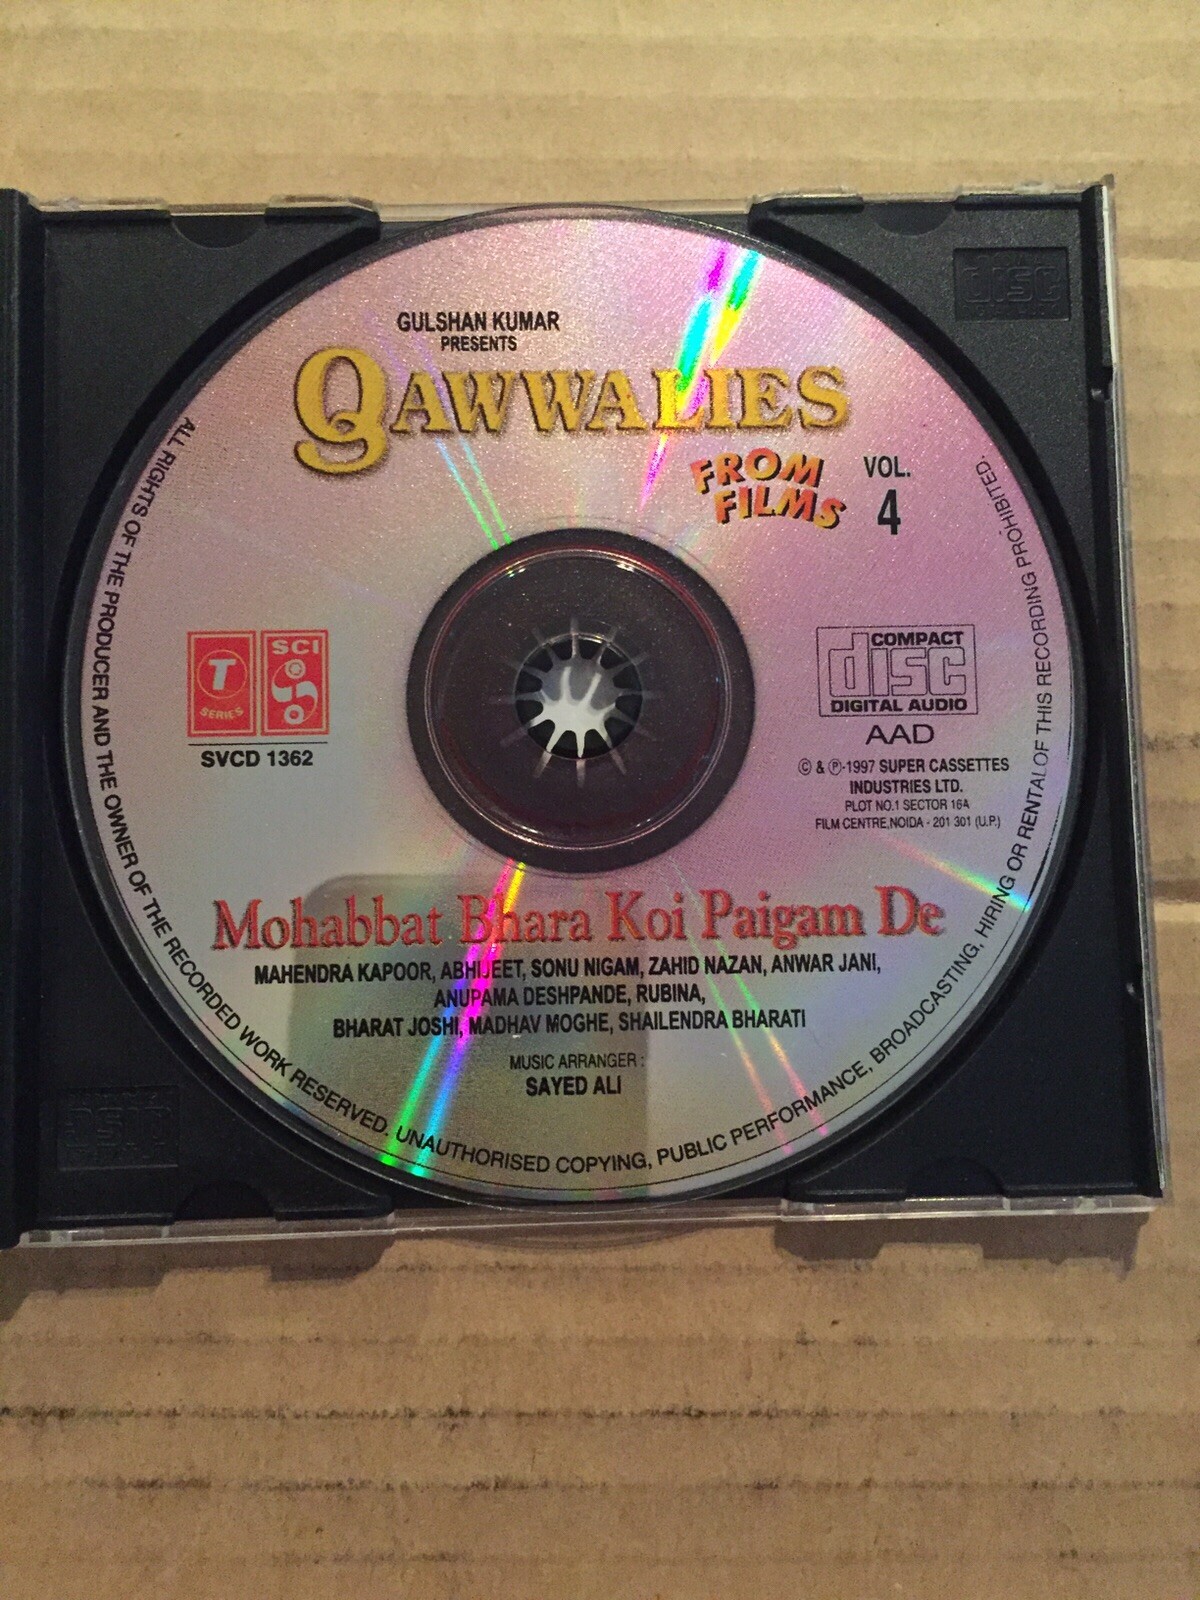 GULSHAN KUMAR
PRESENTS
QAWWALIES
FROM
FILMS
VOL.
4
T
SERIES
SCI
SVCD 1362
COMPACT
disc
DIGITAL AUDIO
AAD
© & ℗-1997 SUPER CASSETTES
INDUSTRIES LTD.
PLOT NO.1 SECTOR 16A
FILM CENTRE,NOIDA - 201 301 (U.P.)
Mohabbat Bhara Koi Paigam De
MAHENDRA KAPOOR, ABHIJEET, SONU NIGAM, ZAHID NAZAN, ANWAR JANI,
ANUPAMA DESHPANDE, RUBINA,
BHARAT JOSHI, MADHAV MOGHE, SHAILENDRA BHARATI
MUSIC ARRANGER :
SAYED ALI
ALL RIGHTS OF THE PRODUCER AND THE OWNER OF THE RECORDED WORK RESERVED. UNAUTHORISED COPYING, PUBLIC PERFORMANCE, BROADCASTING, HIRING OR RENTAL OF THIS RECORDING PROHIBITED.
disc